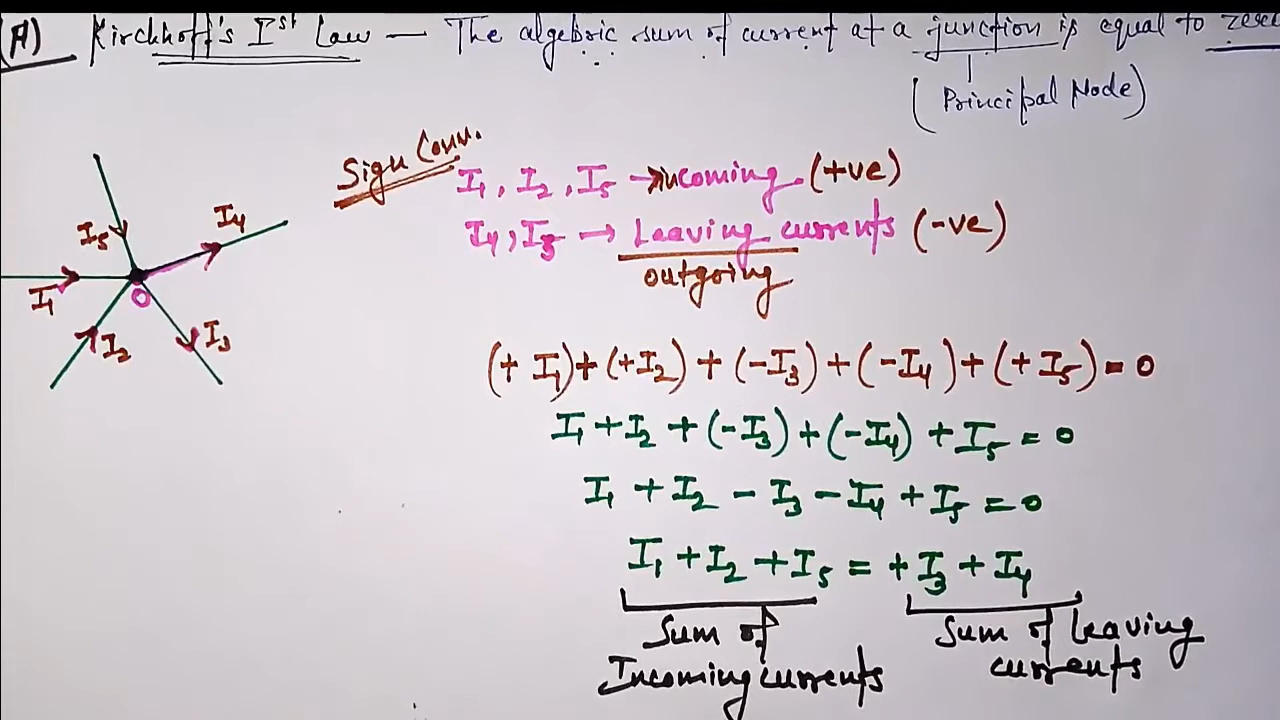 (A) Kirchhoff's Ist Law — The algebric sum of current at a junction is equal to zero
(Principal Node)
Sign Conv.
I1, I2, I5 → incoming (+ve)
I4, I3 → Leaving currents (-ve)
outgoing
I5
I4
I1
O
I2
I3
(+ I1) + (+I2) + (-I3) + (-I4) + (+ I5) = 0
I1 + I2 + (-I3) + (-I4) + I5 = 0
I1 + I2 - I3 - I4 + I5 = 0
I1 + I2 + I5 = + I3 + I4
Sum of
Incoming currents
Sum of Leaving
currents